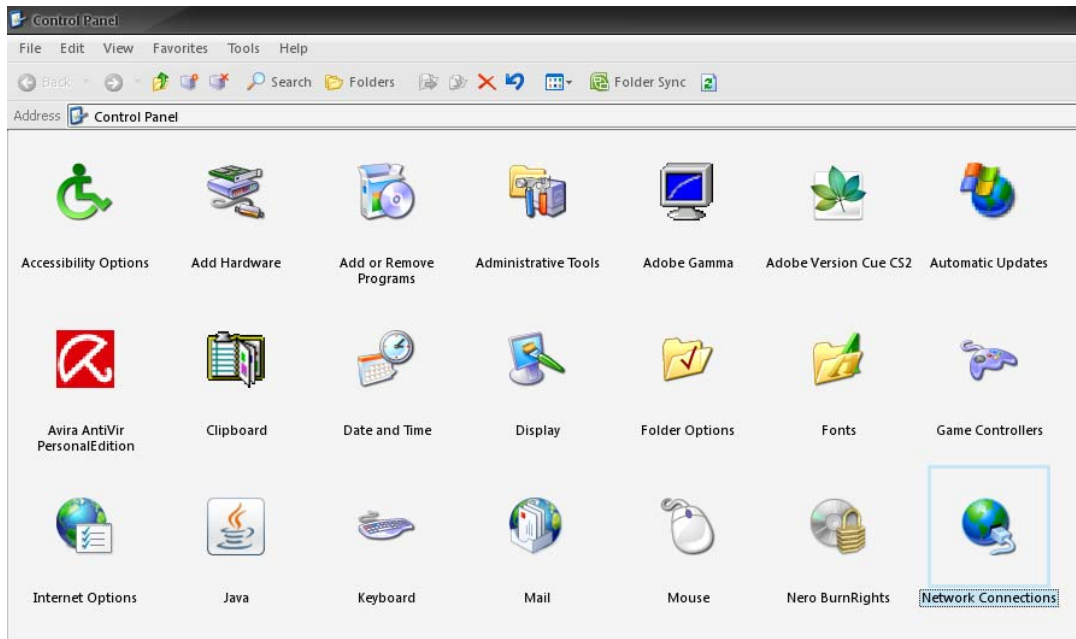 Control Panel
File Edit View Favorites Tools Help
Back Search Folders Folder Sync
Address Control Panel
Accessibility Options Add Hardware Add or Remove Programs Administrative Tools Adobe Gamma Adobe Version Cue CS2 Automatic Updates
Avira AntiVir PersonalEdition Clipboard Date and Time Display Folder Options Fonts Game Controllers
Internet Options Java Keyboard Mail Mouse Nero BurnRights Network Connections